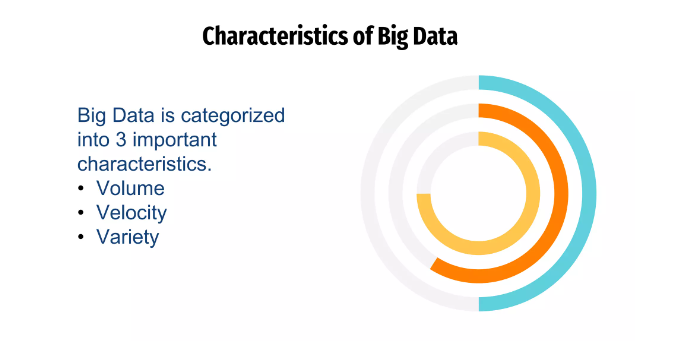 Characteristics of Big Data
Big Data is categorized
into 3 important
characteristics.
• Volume
• Velocity
• Variety